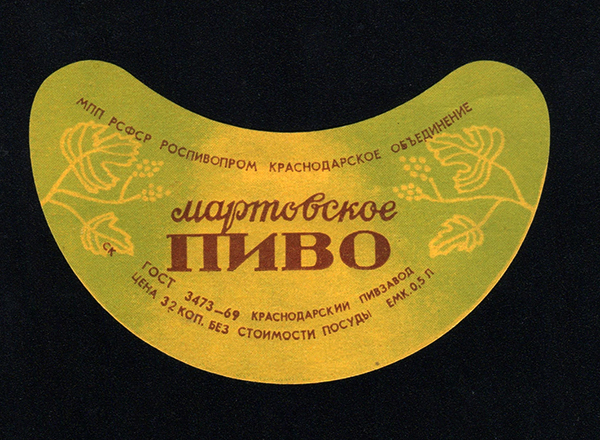 МПП РСФСР РОСПИВОПРОМ КРАСНОДАРСКОЕ ОБЪЕДИНЕНИЕ
мартовское
ПИВО
СК
ГОСТ 3473—69 КРАСНОДАРСКИЙ ПИВЗАВОД
ЦЕНА 32 КОП. БЕЗ СТОИМОСТИ ПОСУДЫ ЕМК. 0,5 Л